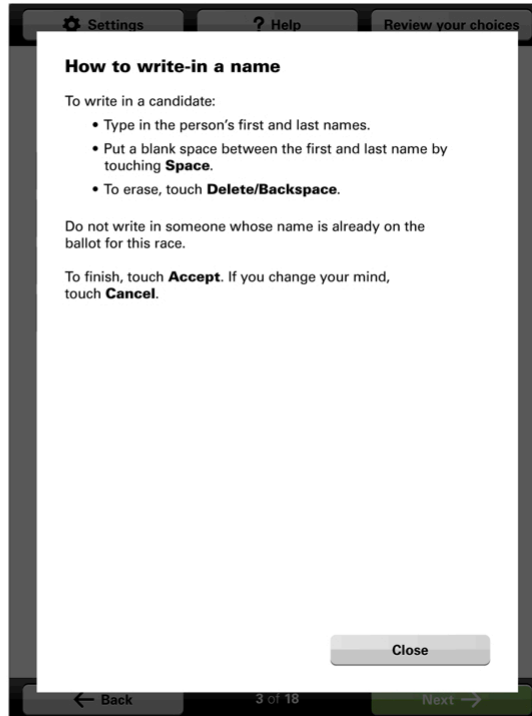 Settings
? Help
Review your choices
How to write-in a name
To write in a candidate:
• Type in the person's first and last names.
• Put a blank space between the first and last name by
touching Space.
• To erase, touch Delete/Backspace.
Do not write in someone whose name is already on the
ballot for this race.
To finish, touch Accept. If you change your mind,
touch Cancel.
Close
← Back
3 of 18
Next →